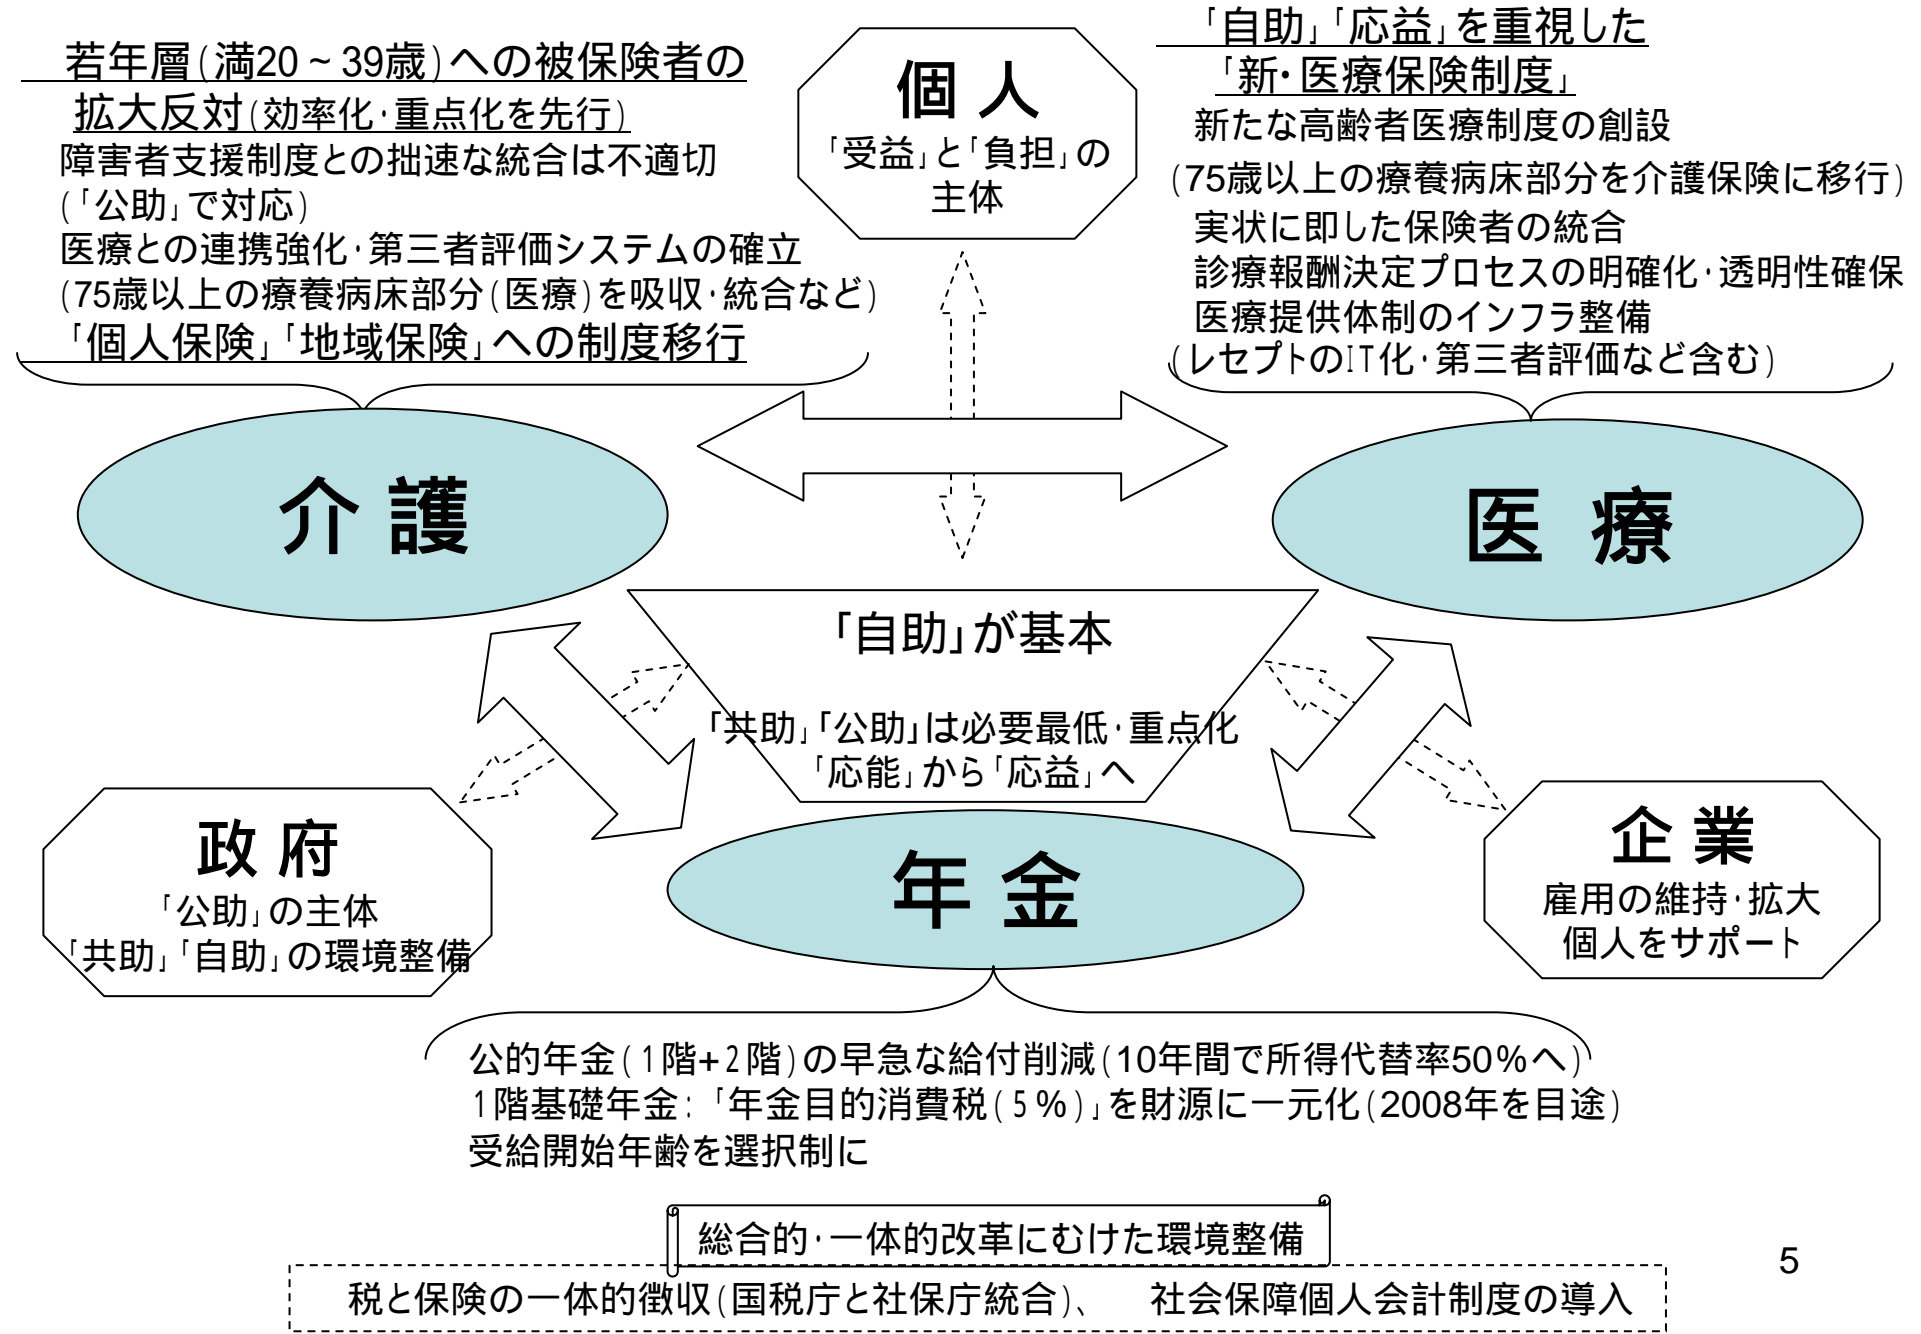 若年層(満20~39歳)への被保険者の
拡大反対(効率化・重点化を先行)
障害者支援制度との拙速な統合は不適切
(「公助」で対応)
医療との連携強化・第三者評価システムの確立
(75歳以上の療養病床部分(医療)を吸収・統合など)
「個人保険」「地域保険」への制度移行
個人
「受益」と「負担」の
主体
「自助」「応益」を重視した
「新・医療保険制度」
新たな高齢者医療制度の創設
(75歳以上の療養病床部分を介護保険に移行)
実状に即した保険者の統合
診療報酬決定プロセスの明確化・透明性確保
医療提供体制のインフラ整備
(レセプトのIT化・第三者評価など含む)
介護
医療
「自助」が基本
「共助」「公助」は必要最低・重点化
「応能」から「応益」へ
政府
「公助」の主体
「共助」「自助」の環境整備
年金
企業
雇用の維持・拡大
個人をサポート
公的年金(1階+2階)の早急な給付削減(10年間で所得代替率50%へ)
1階基礎年金:「年金目的消費税(5%)」を財源に一元化(2008年を目途)
受給開始年齢を選択制に
総合的・一体的改革にむけた環境整備
税と保険の一体的徴収(国税庁と社保庁統合)、 社会保障個人会計制度の導入
5